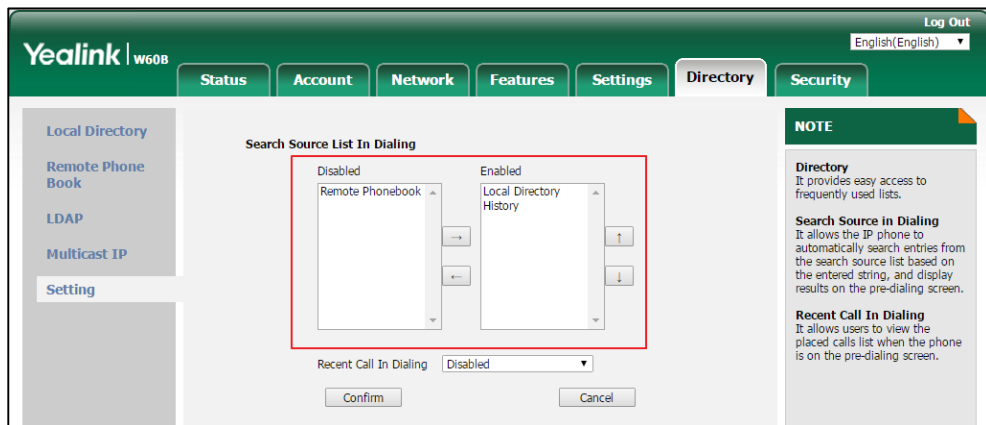 Log Out
Yealink | W60B
English(English)
Status Account Network Features Settings Directory Security
Local Directory
Remote Phone
Book
LDAP
Multicast IP
Setting
Search Source List In Dialing
Disabled Enabled
Remote Phonebook
Local Directory
History
→ ↑
← ↓
Recent Call In Dialing Disabled
Confirm Cancel
NOTE
Directory
It provides easy access to
frequently used lists.
Search Source in Dialing
It allows the IP phone to
automatically search entries from
the search source list based on
the entered string, and display
results on the pre-dialing screen.
Recent Call In Dialing
It allows users to view the
placed calls list when the phone
is on the pre-dialing screen.